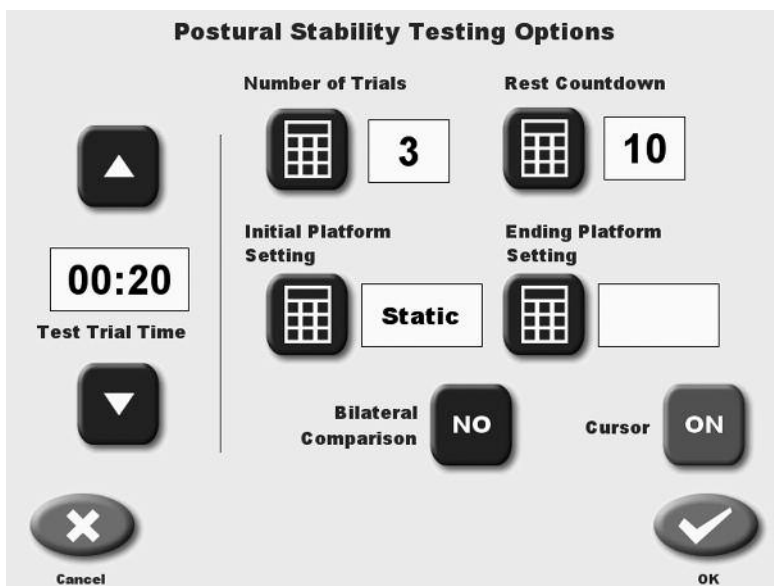 Postural Stability Testing Options
Number of Trials
Rest Countdown
3
10
00:20
Test Trial Time
Initial Platform
Setting
Ending Platform
Setting
Static
Bilateral
Comparison
NO
Cursor
ON
Cancel
OK